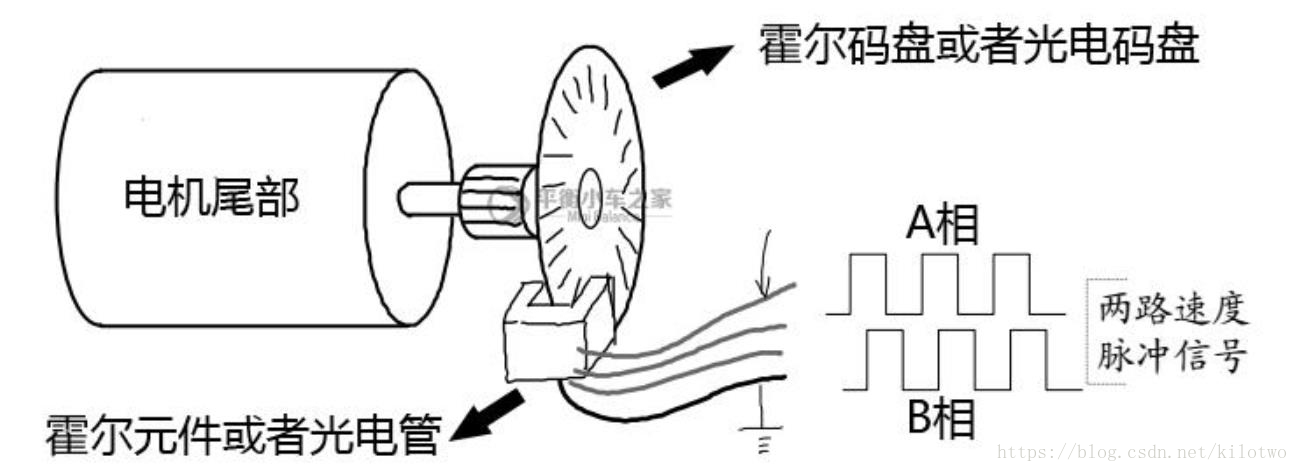 霍尔码盘或者光电码盘
电机尾部
平衡小车之家
Mini Balance
A相
两路速度
脉冲信号
B相
霍尔元件或者光电管
https://blog.csdn.net/kilotwo